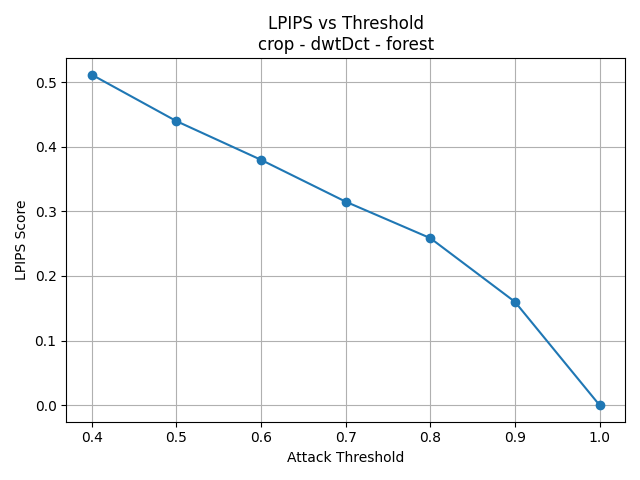 LPIPS vs Threshold
crop - dwtDct - forest
LPIPS Score
0.5
0.4
0.3
0.2
0.1
0.0
0.4 0.5 0.6 0.7 0.8 0.9 1.0
Attack Threshold